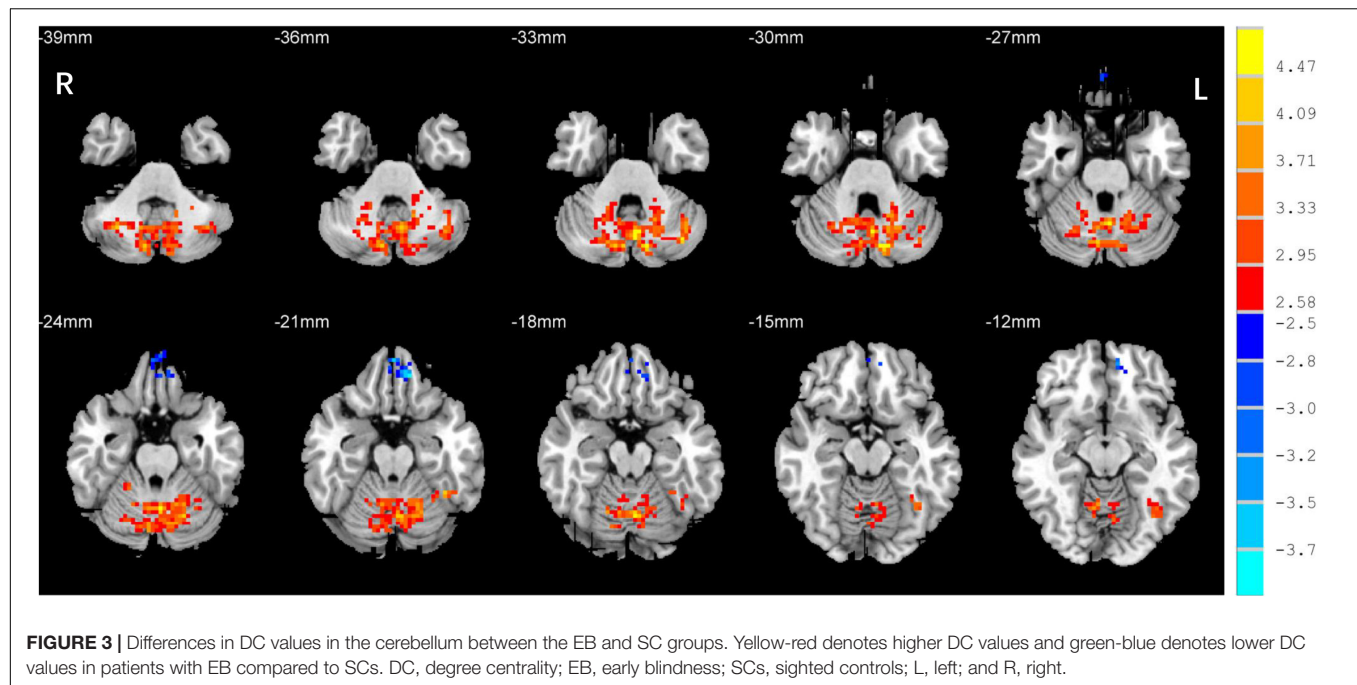 -39mm -36mm -33mm -30mm -27mm
R L
-24mm -21mm -18mm -15mm -12mm
4.47
4.09
3.71
3.33
2.95
2.58
-2.5
-2.8
-3.0
-3.2
-3.5
-3.7
FIGURE 3 | Differences in DC values in the cerebellum between the EB and SC groups. Yellow-red denotes higher DC values and green-blue denotes lower DC
values in patients with EB compared to SCs. DC, degree centrality; EB, early blindness; SCs, sighted controls; L, left; and R, right.